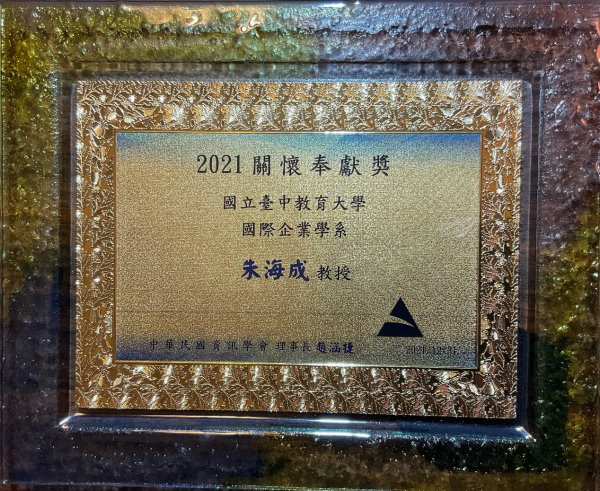 2021 關懷奉獻獎
國立臺中教育大學
國際企業學系
朱海成 教授
中華民國資訊學會 理事長 趙涵捷